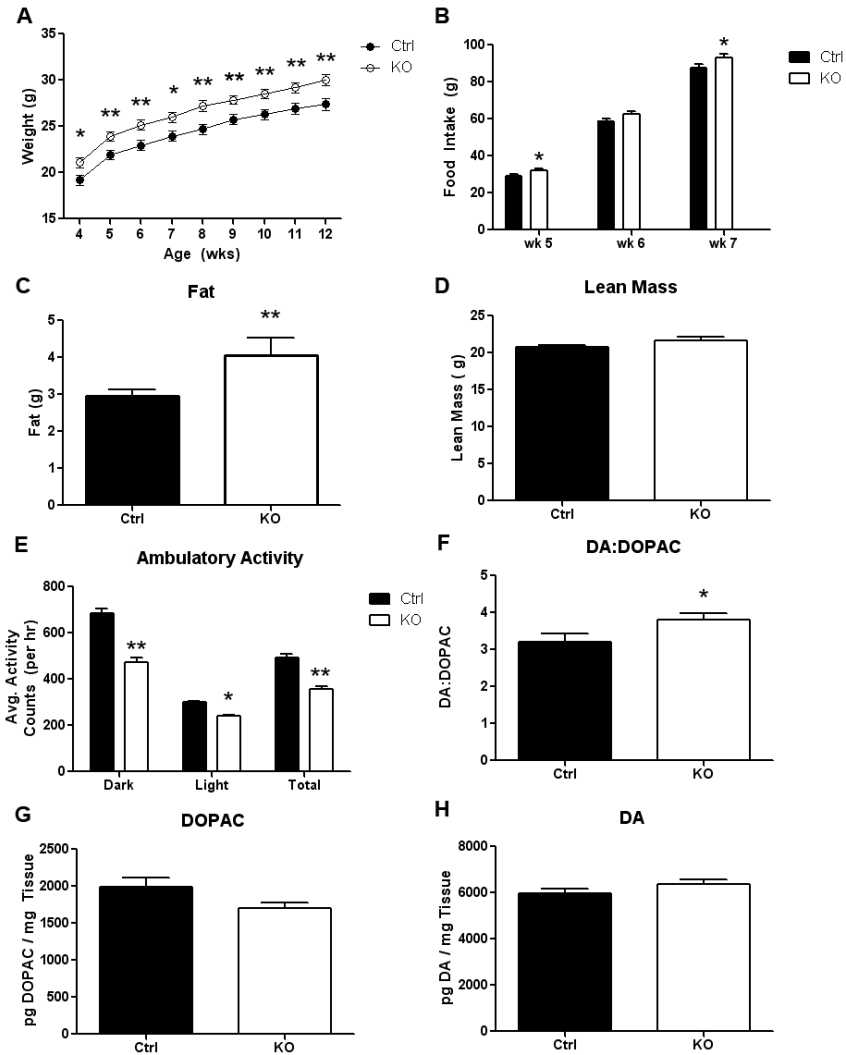 A
Weight (g)
35
30
25
20
15
* ** ** * ** ** ** ** **
4 5 6 7 8 9 10 11 12
Age (wks)
Ctrl
KO
B
Food Intake (g)
100
80
60
40
20
0
* *
wk 5 wk 6 wk 7
Ctrl
KO
C
Fat
Fat (g)
5
4
3
2
1
0
**
Ctrl KO
D
Lean Mass
Lean Mass ( g)
25
20
15
10
5
0
Ctrl KO
E
Ambulatory Activity
Avg. Activity
Counts (per hr)
800
600
400
200
0
** * **
Dark Light Total
Ctrl
KO
F
DA:DOPAC
DA:DOPAC
5
4
3
2
1
0
*
Ctrl KO
G
DOPAC
pg DOPAC / mg Tissue
2500
2000
1500
1000
500
0
Ctrl KO
H
DA
pg DA / mg Tissue
8000
6000
4000
2000
0
Ctrl KO